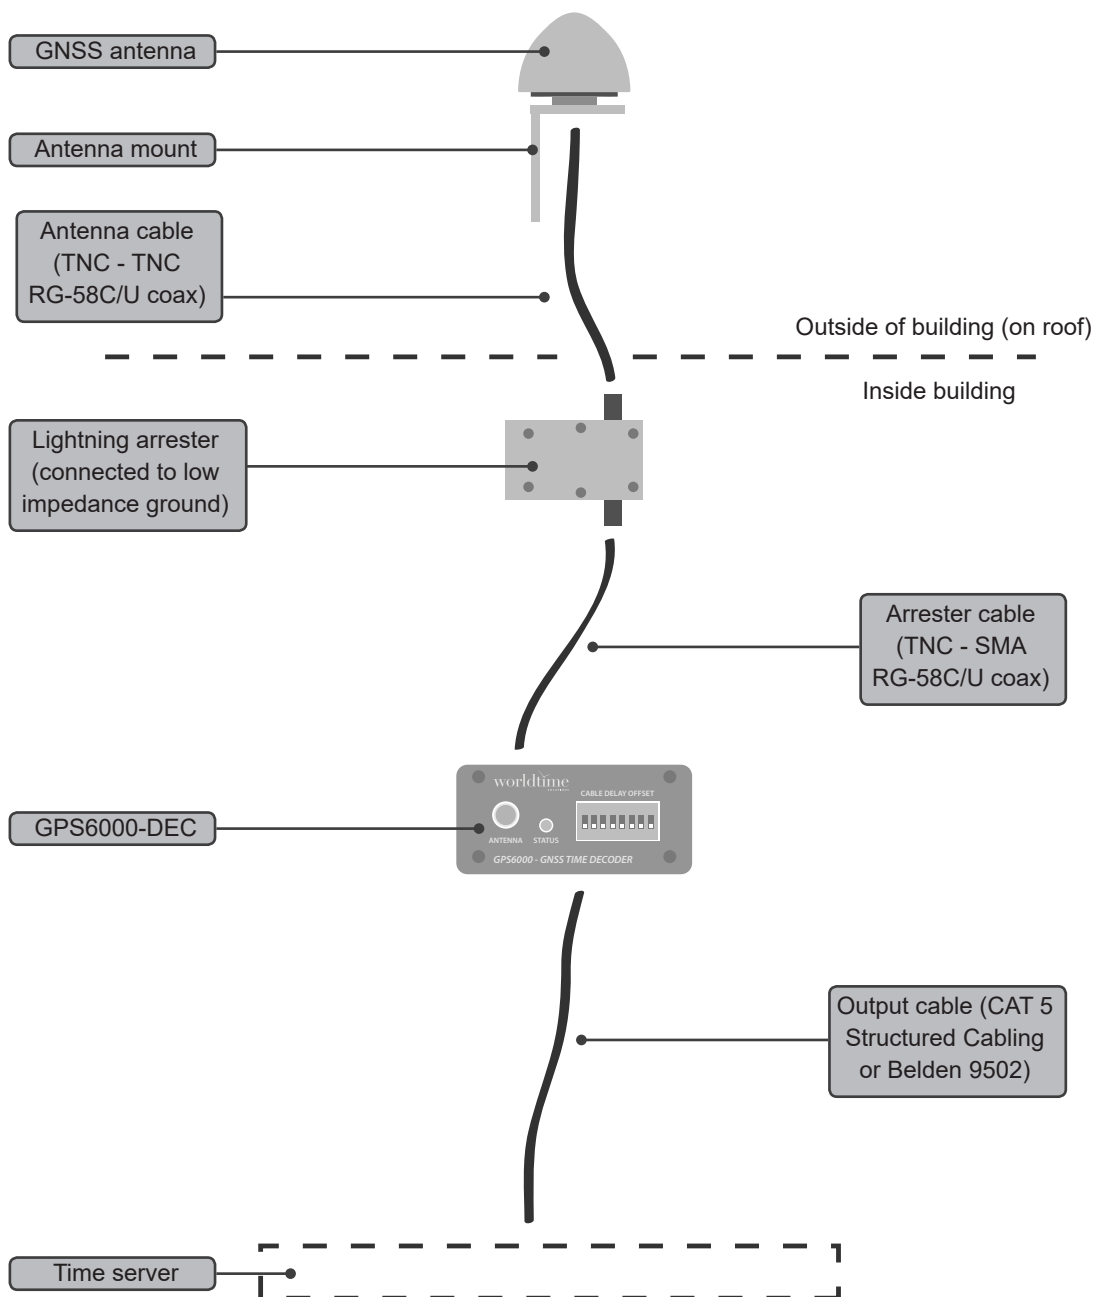 GNSS antenna
Antenna mount
Antenna cable
(TNC - TNC
RG-58C/U coax)
Outside of building (on roof)
Inside building
Lightning arrester
(connected to low
impedance ground)
Arrester cable
(TNC - SMA
RG-58C/U coax)
worldtime
SOLUTIONS
CABLE DELAY OFFSET
ANTENNA STATUS
GPS6000 - GNSS TIME DECODER
GPS6000-DEC
Output cable (CAT 5
Structured Cabling
or Belden 9502)
Time server